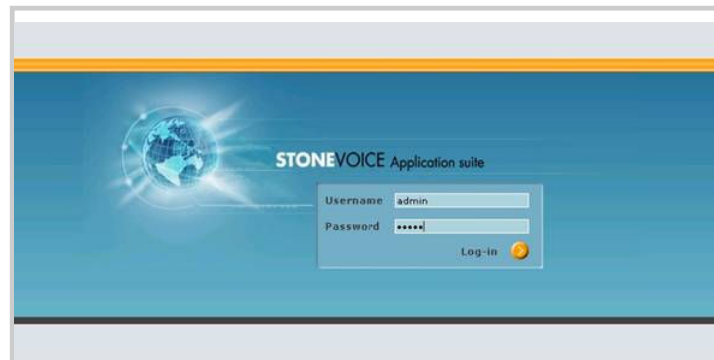 STONEVOICE Application suite
Username admin
Password •••••
Log-in